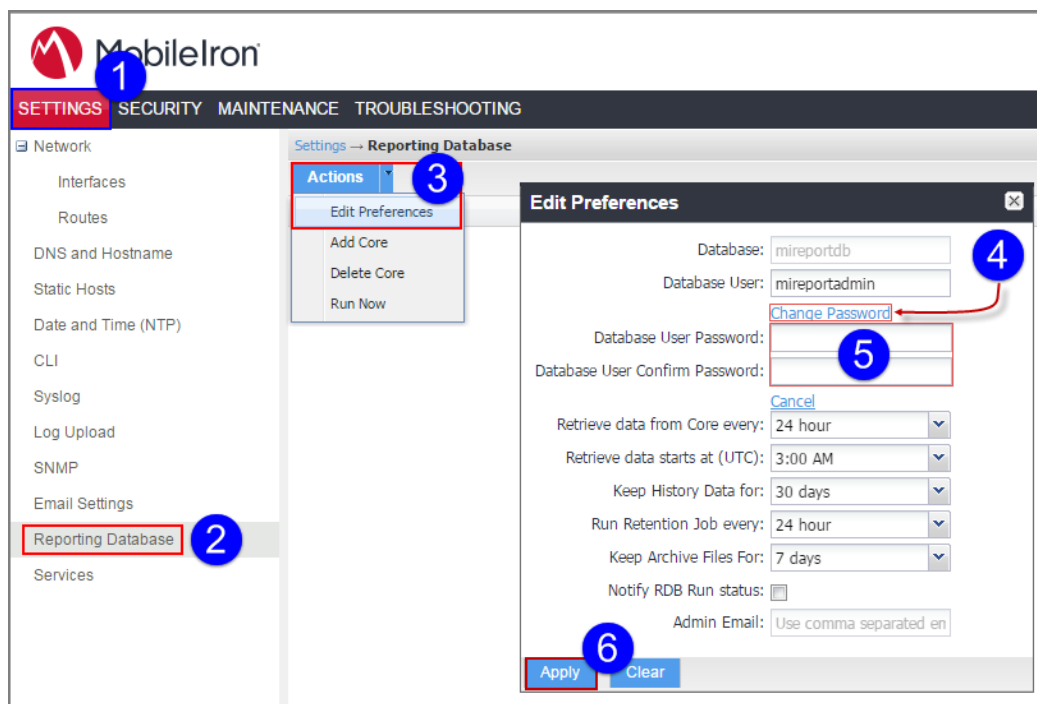 MobileIron
1
SETTINGS SECURITY MAINTENANCE TROUBLESHOOTING
Network
Interfaces
Routes
DNS and Hostname
Static Hosts
Date and Time (NTP)
CLI
Syslog
Log Upload
SNMP
Email Settings
Reporting Database
2
Services
Settings → Reporting Database
Actions
3
Edit Preferences
Add Core
Delete Core
Run Now
Edit Preferences
Database: mireportdb
4
Database User: mireportadmin
Change Password
Database User Password:
5
Database User Confirm Password:
Cancel
Retrieve data from Core every: 24 hour
Retrieve data starts at (UTC): 3:00 AM
Keep History Data for: 30 days
Run Retention Job every: 24 hour
Keep Archive Files For: 7 days
Notify RDB Run status:
Admin Email: Use comma separated em
6
Apply Clear